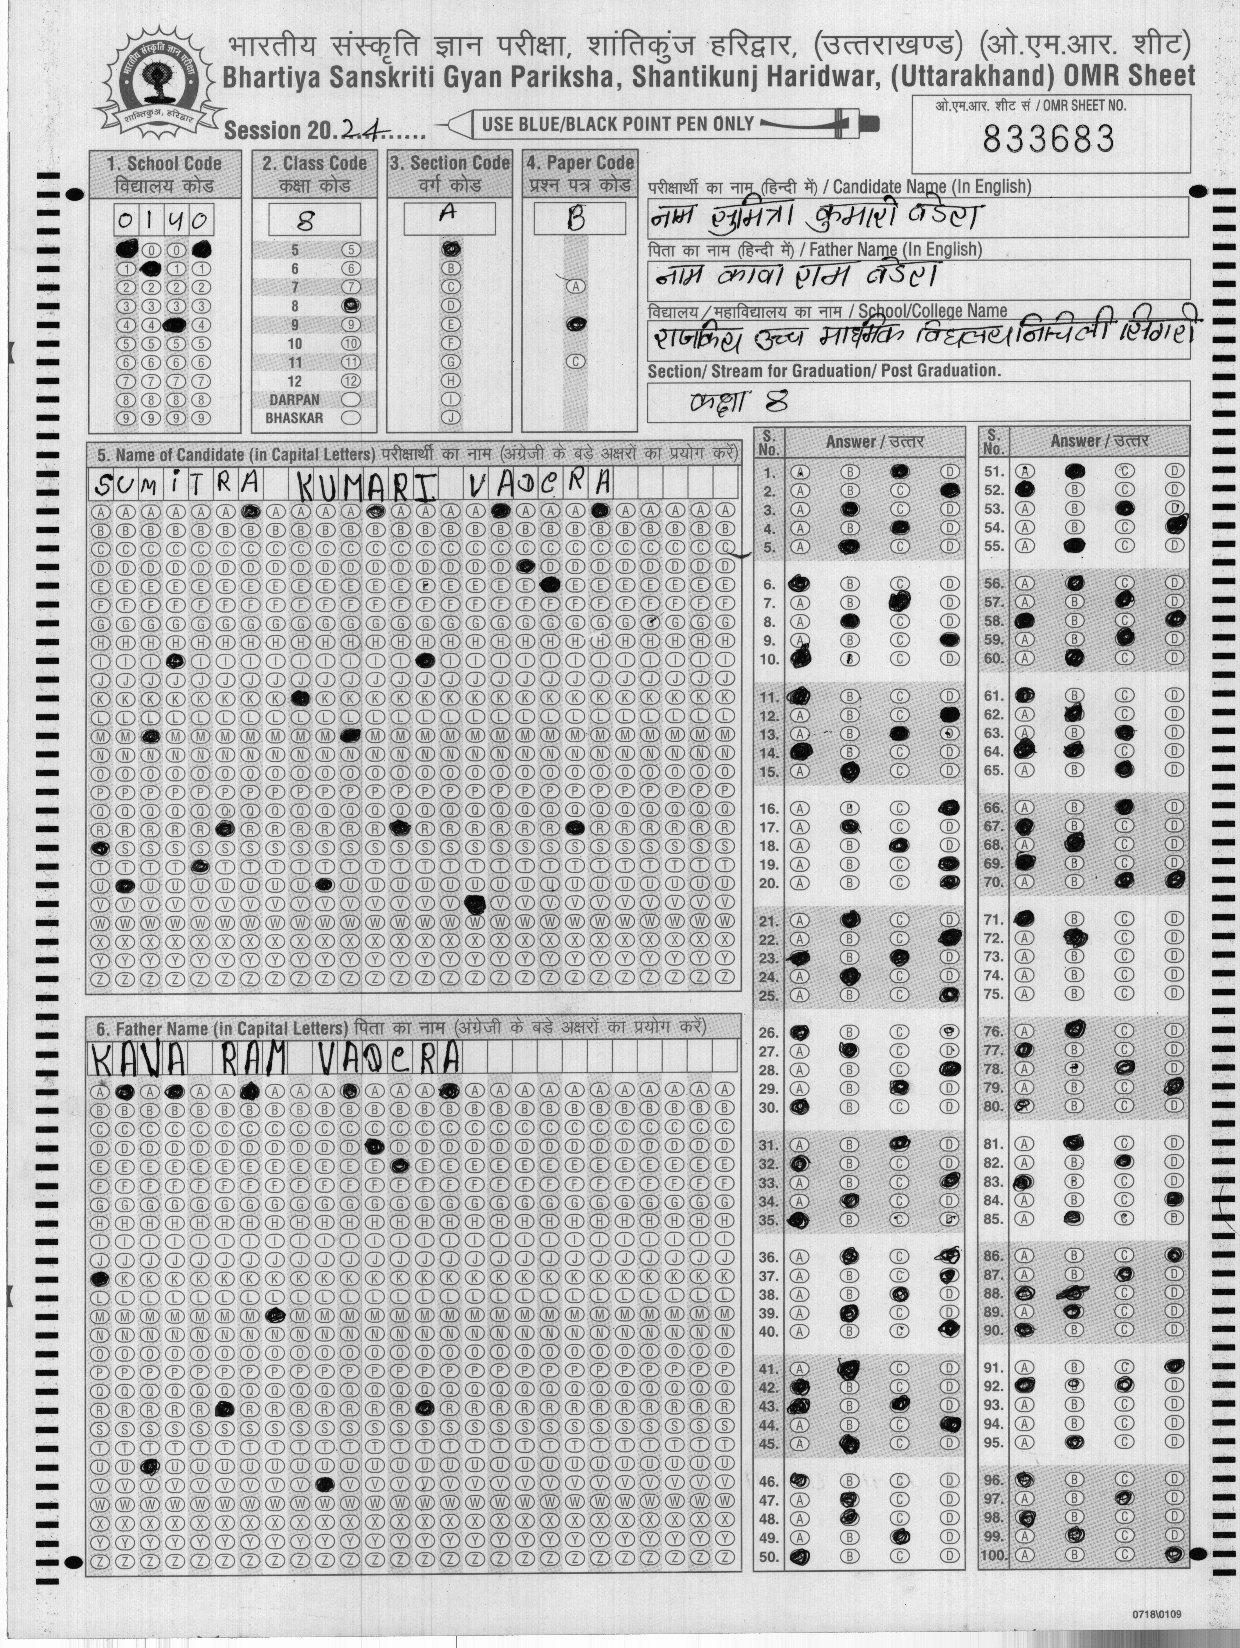 भारतीय संस्कृति ज्ञान परीक्षा, शांतिकुंज हरिद्वार, (उत्तराखण्ड) (ओ.एम.आर. शीट)
Bhartiya Sanskriti Gyan Pariksha, Shantikunj Haridwar, (Uttarakhand) OMR Sheet
Session 20..24..........
USE BLUE/BLACK POINT PEN ONLY
ओ.एम.आर. शीट सं / OMR SHEET NO.
833683
1. School Code
विद्यालय कोड
0140
2. Class Code
कक्षा कोड
8
5
6
7
8
9
10
11
12
DARPAN
BHASKAR
3. Section Code
वर्ग कोड
A
4. Paper Code
प्रश्न पत्र कोड
B
परीक्षार्थी का नाम (हिन्दी में) / Candidate Name (In English)
नाम सुमित्रा कुमारी वडेरा
पिता का नाम (हिन्दी में) / Father Name (In English)
नाम कावा राम वडेरा
विद्यालय / महाविद्यालय का नाम / School/College Name
Section/ Stream for Graduation/ Post Graduation.
कक्षा 8
5. Name of Candidate (in Capital Letters) परीक्षार्थी का नाम (अंग्रेजी के बड़े अक्षरों का प्रयोग करें)
SUMiTRA KUMARI VADeRA
6. Father Name (in Capital Letters) पिता का नाम (अंग्रेजी के बड़े अक्षरों का प्रयोग करें)
KAVA RAM VADeRA
S. No. Answer / उत्तर
S. No. Answer / उत्तर
0718\0109